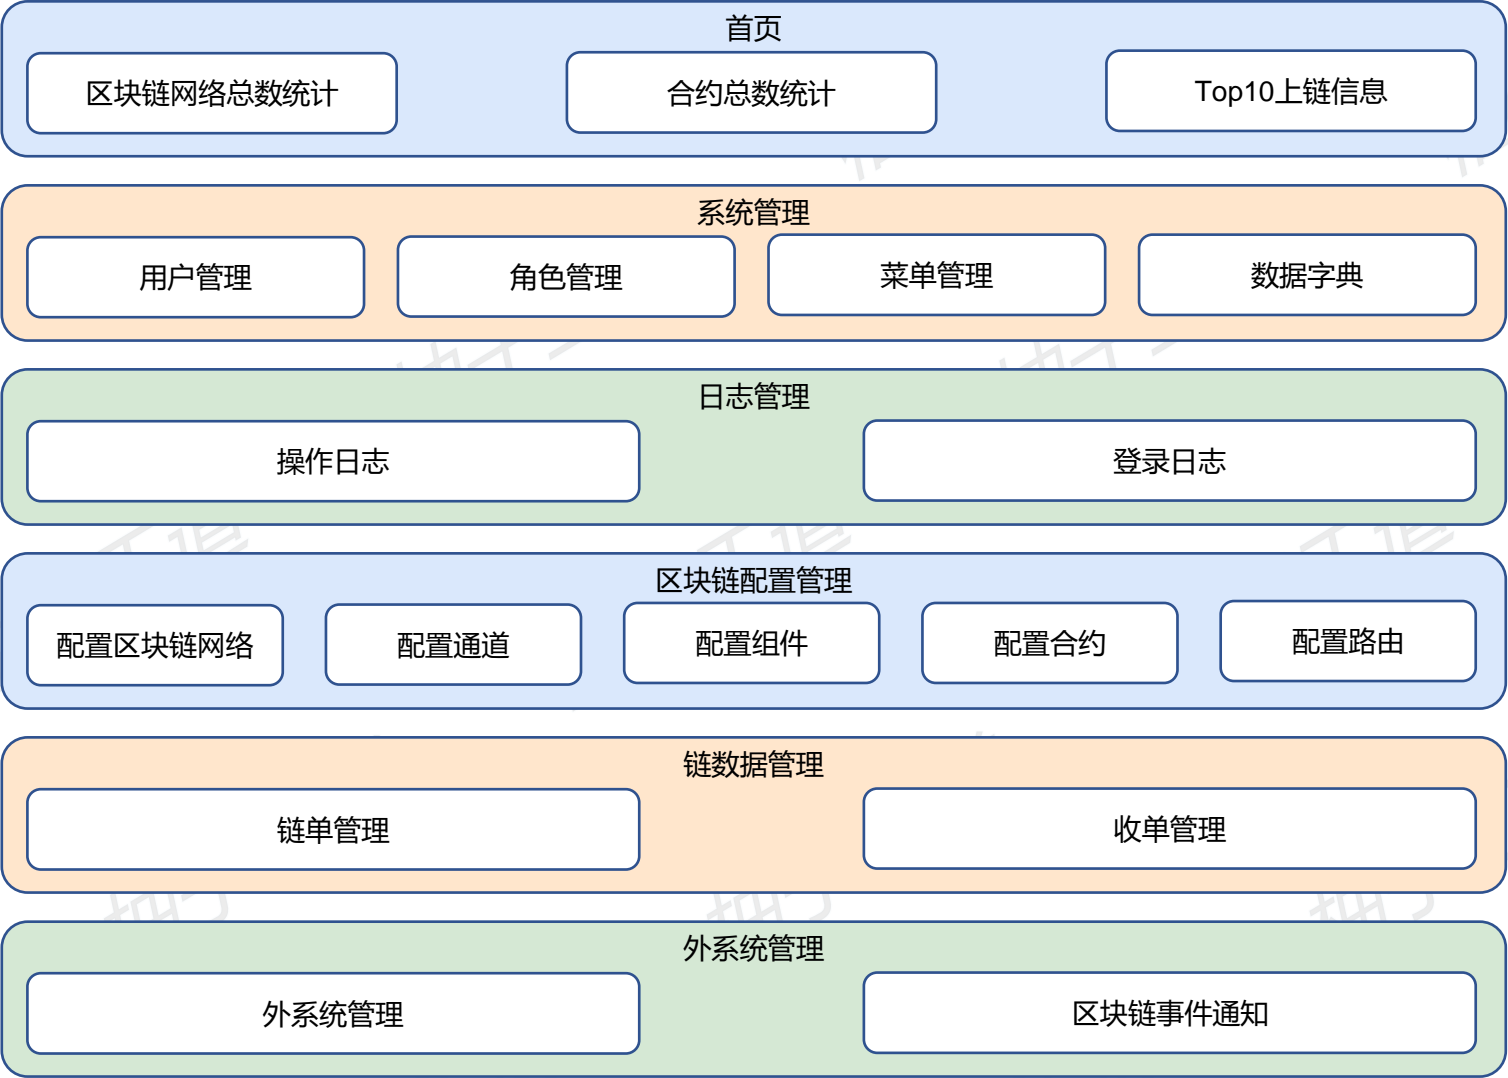 首页
区块链网络总数统计
合约总数统计
Top10上链信息
系统管理
用户管理
角色管理
菜单管理
数据字典
日志管理
操作日志
登录日志
区块链配置管理
配置区块链网络
配置通道
配置组件
配置合约
配置路由
链数据管理
链单管理
收单管理
外系统管理
外系统管理
区块链事件通知